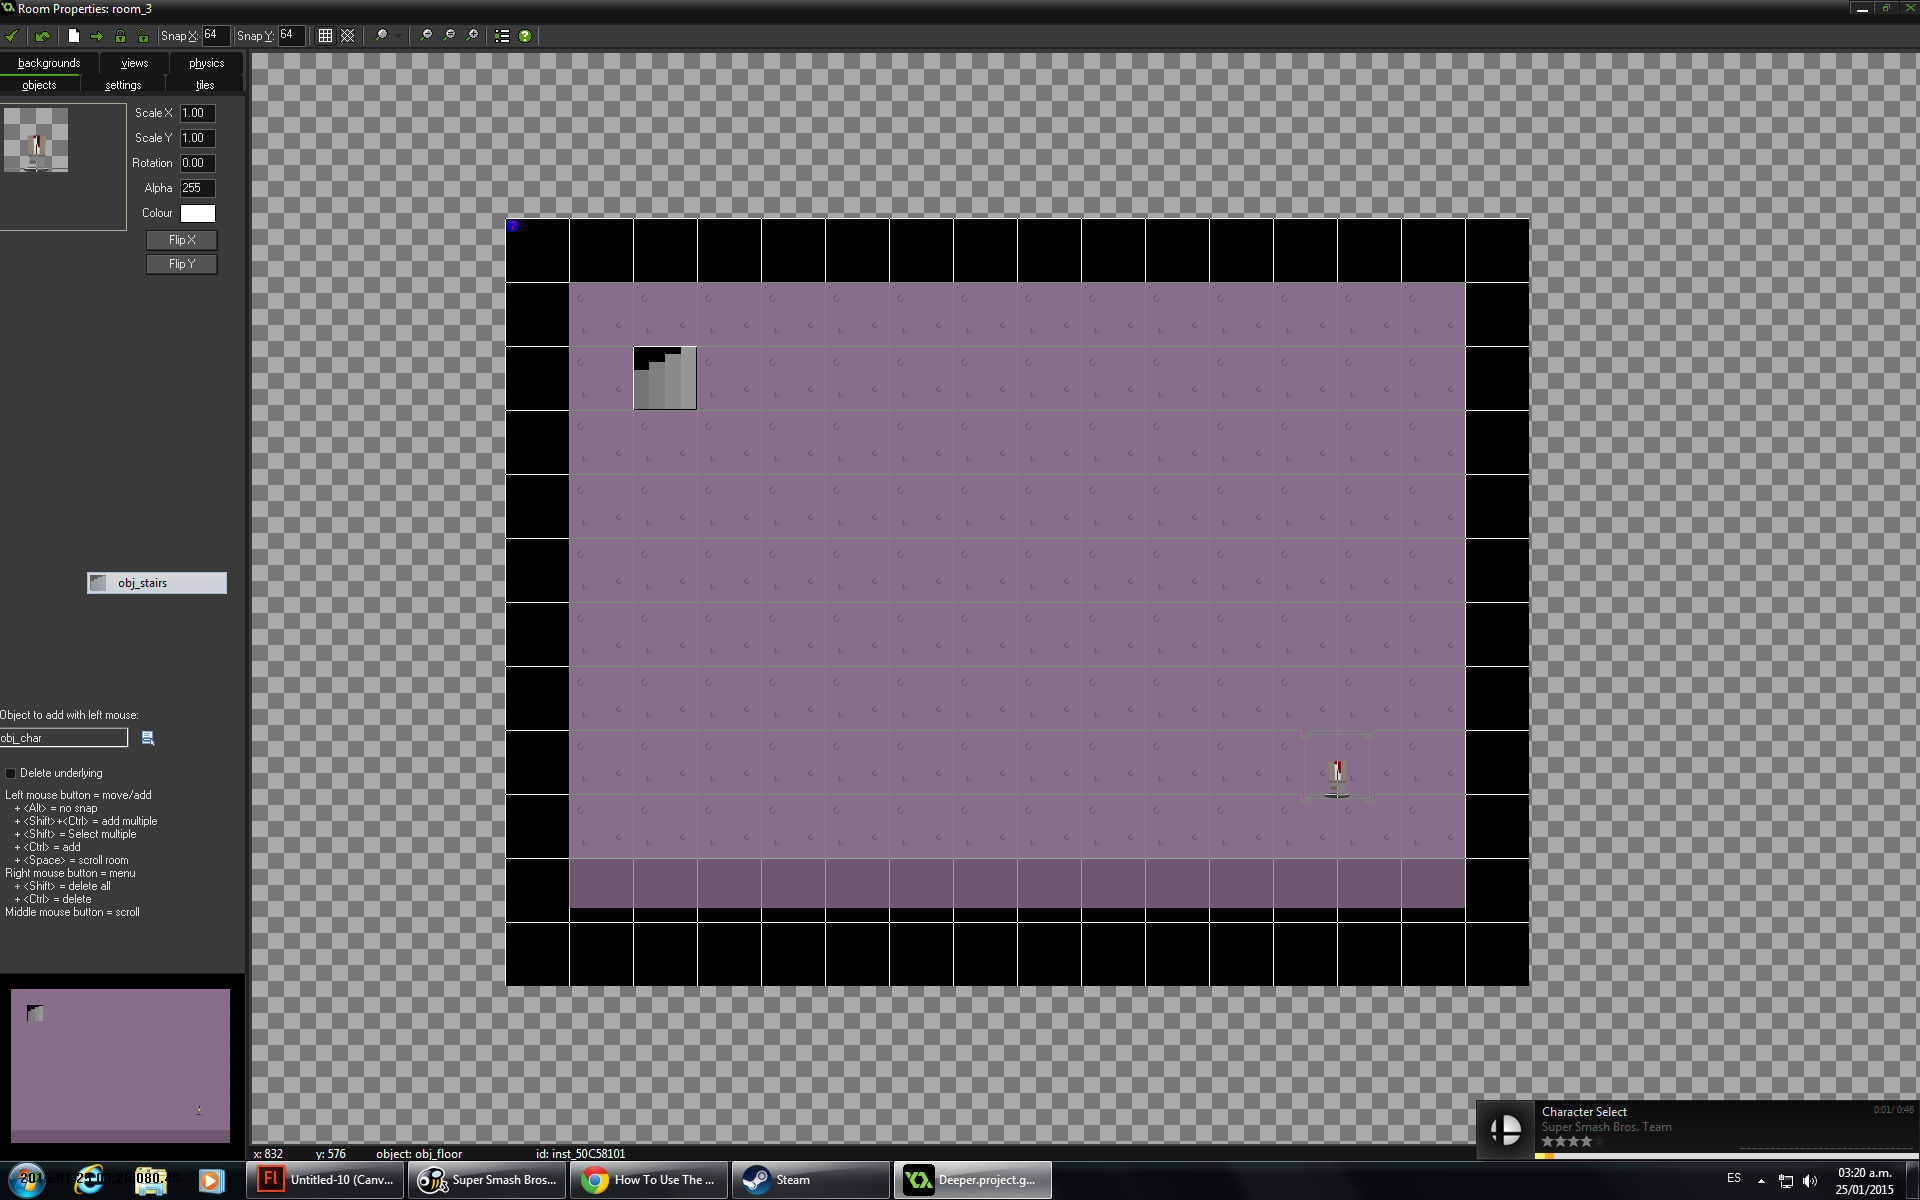 Room Properties: room_3
Snap X: 64 Snap Y: 64
backgrounds views physics
objects settings tiles
Scale X 1.00
Scale Y 1.00
Rotation 0.00
Alpha 255
Colour
Flip X
Flip Y
obj_stairs
Object to add with left mouse:
obj_char
Delete underlying
Left mouse button = move/add
+ <Alt> = no snap
+ <Shift>+<Ctrl> = add multiple
+ <Shift> = Select multiple
+ <Ctrl> = add
+ <Space> = scroll room
Right mouse button = menu
+ <Shift> = delete all
+ <Ctrl> = delete
Middle mouse button = scroll
x: 832 y: 576 object: obj_floor id: inst_50C58101
Character Select 0:01/ 0:46
Super Smash Bros. Team
Fl Untitled-10 (Canv... Super Smash Bros... How To Use The ... Steam Deeper.project.g...
ES
03:20 a.m.
25/01/2015